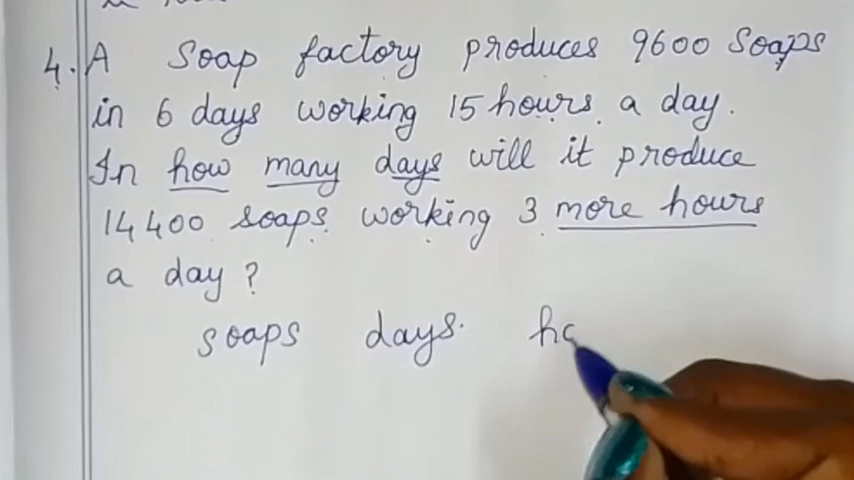 4. A Soap factory produces 9600 Soaps
in 6 days working 15 hours a day.
In how many days will it produce
14400 soaps working 3 more hours
a day?
soaps days. ho